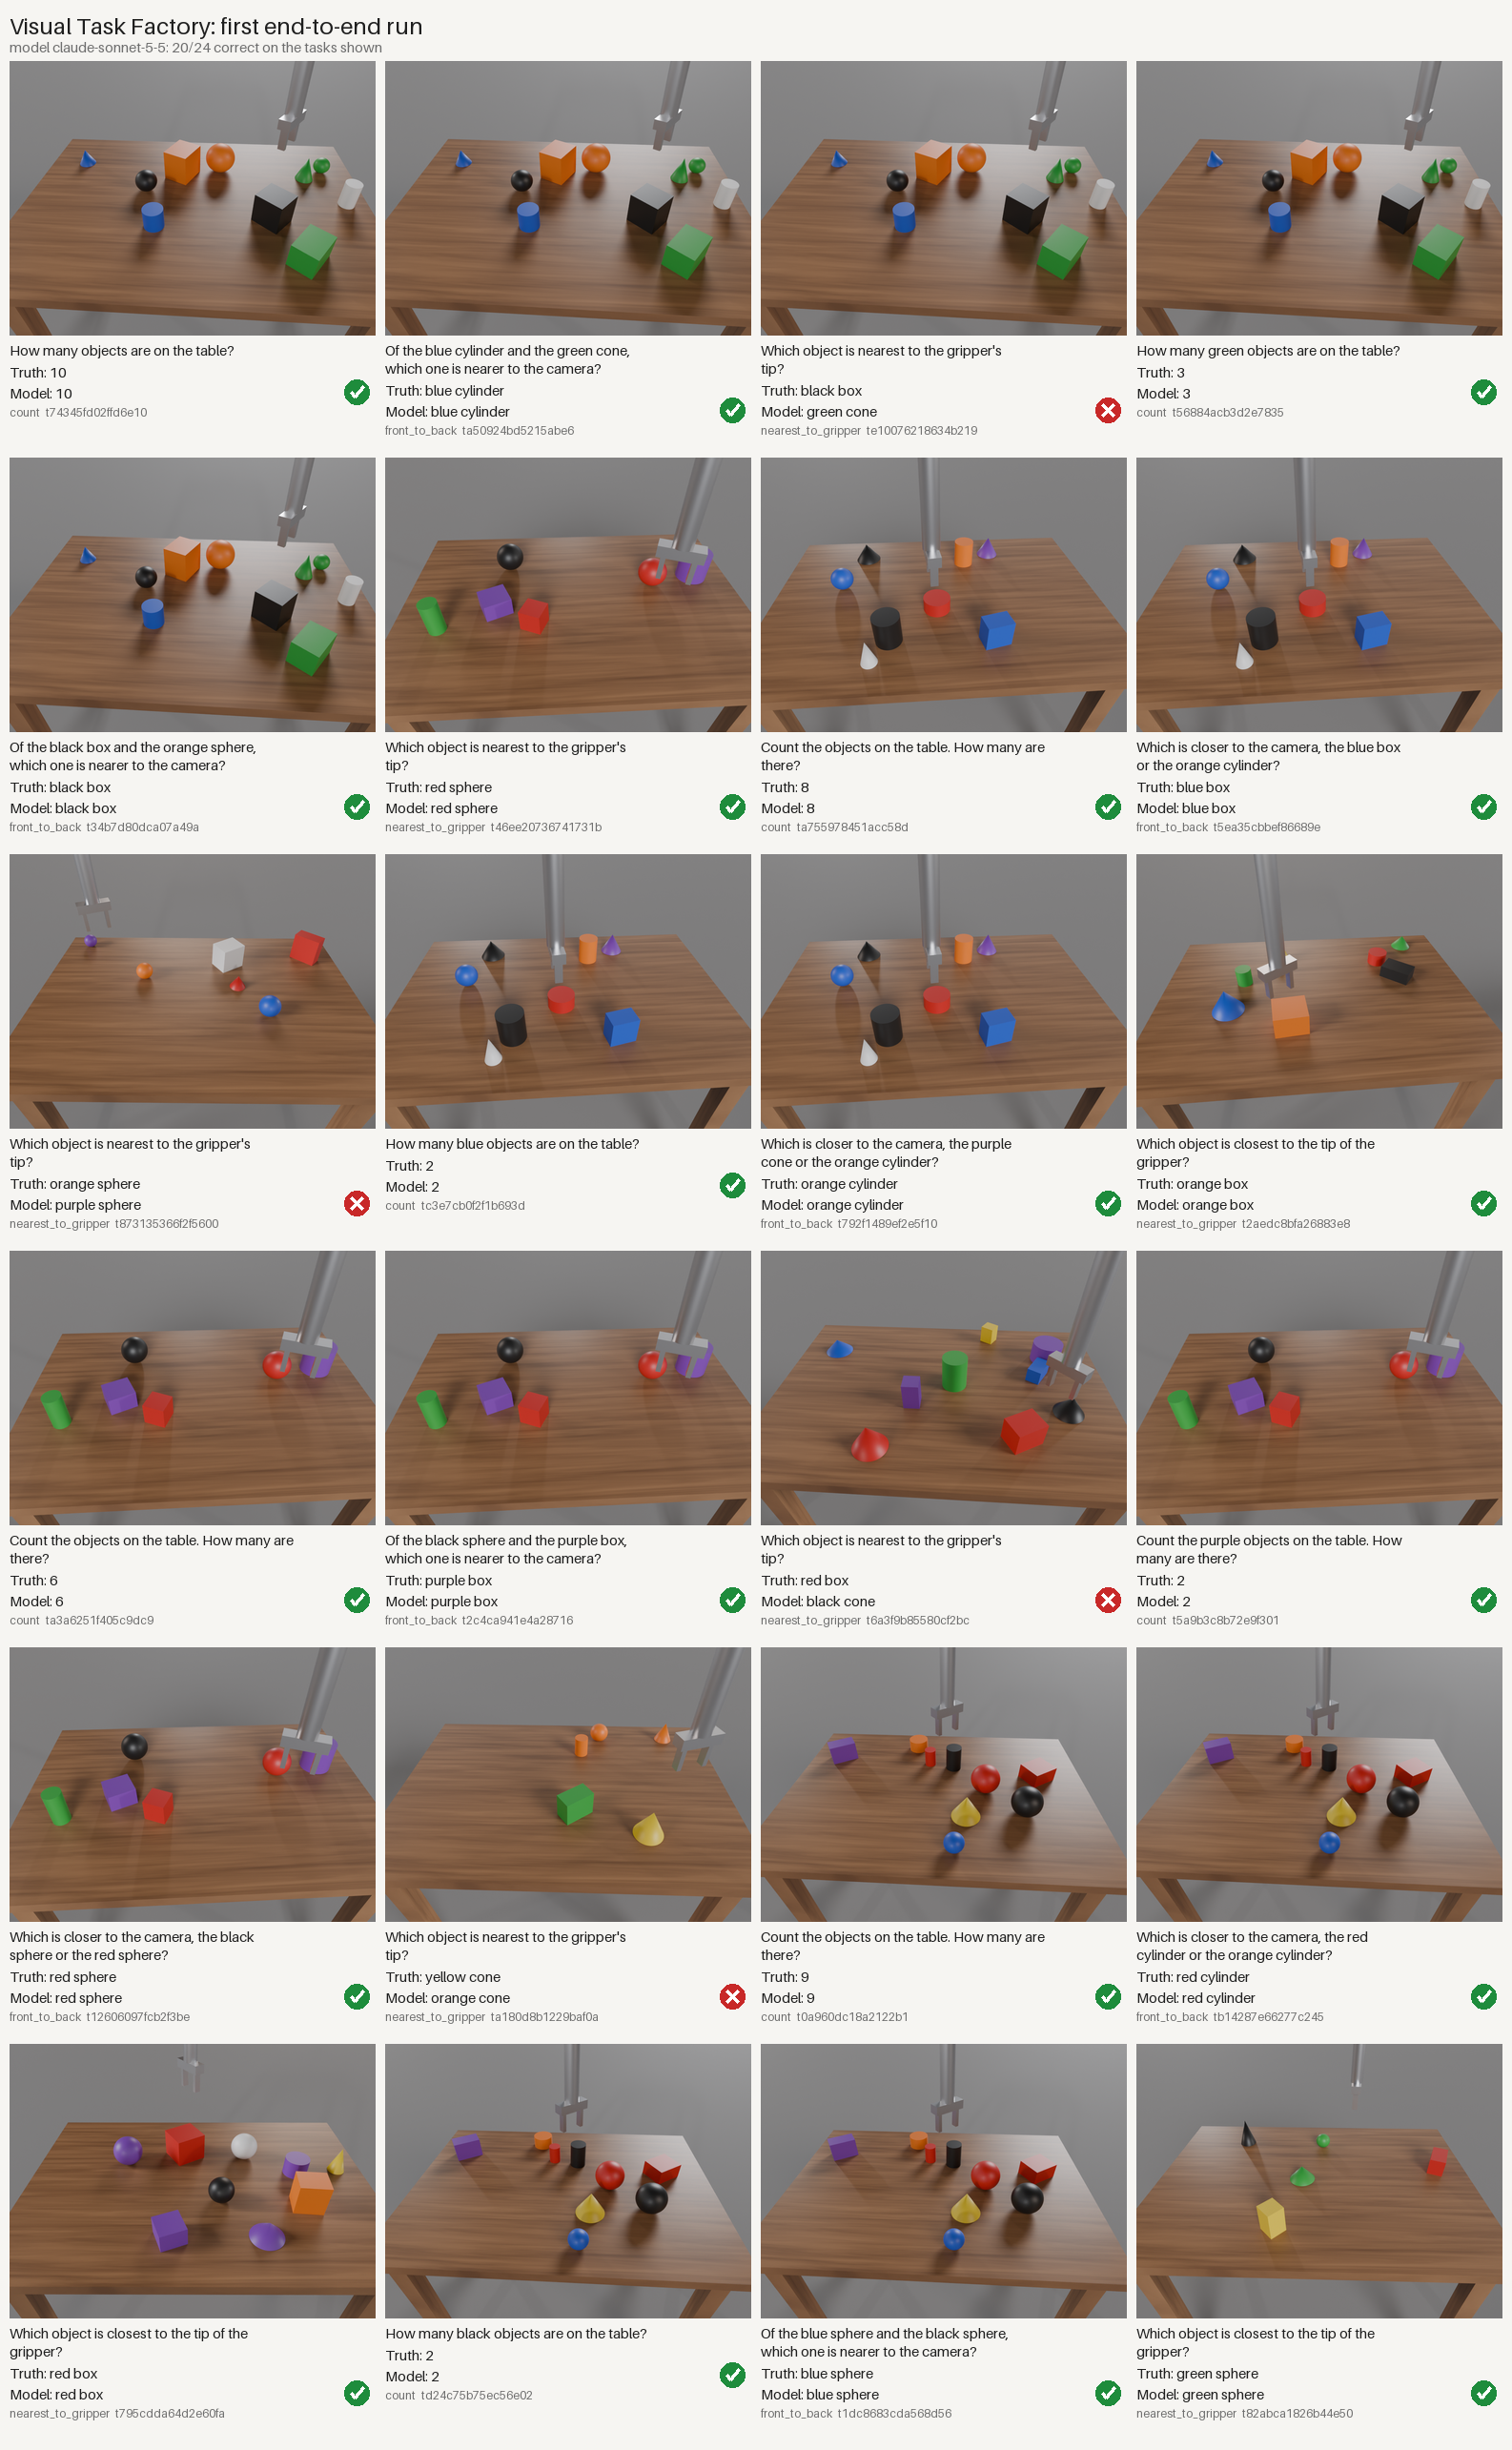 Visual Task Factory: first end-to-end run
model claude-sonnet-5-5: 20/24 correct on the tasks shown
How many objects are on the table?
Truth: 10
Model: 10
count t74345fd02ffd6e10
Of the blue cylinder and the green cone,
which one is nearer to the camera?
Truth: blue cylinder
Model: blue cylinder
front_to_back ta50924bd5215abe6
Which object is nearest to the gripper's
tip?
Truth: black box
Model: green cone
nearest_to_gripper te10076218634b219
How many green objects are on the table?
Truth: 3
Model: 3
count t56884acb3d2e7835
Of the black box and the orange sphere,
which one is nearer to the camera?
Truth: black box
Model: black box
front_to_back t34b7d80dca07a49a
Which object is nearest to the gripper's
tip?
Truth: red sphere
Model: red sphere
nearest_to_gripper t46ee20736741731b
Count the objects on the table. How many are
there?
Truth: 8
Model: 8
count ta755978451acc58d
Which is closer to the camera, the blue box
or the orange cylinder?
Truth: blue box
Model: blue box
front_to_back t5ea35cbbef86689e
Which object is nearest to the gripper's
tip?
Truth: orange sphere
Model: purple sphere
nearest_to_gripper t873135366f2f5600
How many blue objects are on the table?
Truth: 2
Model: 2
count tc3e7cb0f2f1b693d
Which is closer to the camera, the purple
cone or the orange cylinder?
Truth: orange cylinder
Model: orange cylinder
front_to_back t792f1489ef2e5f10
Which object is closest to the tip of the
gripper?
Truth: orange box
Model: orange box
nearest_to_gripper t2aedc8bfa26883e8
Count the objects on the table. How many are
there?
Truth: 6
Model: 6
count ta3a6251f405c9dc9
Of the black sphere and the purple box,
which one is nearer to the camera?
Truth: purple box
Model: purple box
front_to_back t2c4ca941e4a28716
Which object is nearest to the gripper's
tip?
Truth: red box
Model: black cone
nearest_to_gripper t6a3f9b85580cf2bc
Count the purple objects on the table. How
many are there?
Truth: 2
Model: 2
count t5a9b3c8b72e9f301
Which is closer to the camera, the black
sphere or the red sphere?
Truth: red sphere
Model: red sphere
front_to_back t12606097fcb2f3be
Which object is nearest to the gripper's
tip?
Truth: yellow cone
Model: orange cone
nearest_to_gripper ta180d8b1229baf0a
Count the objects on the table. How many are
there?
Truth: 9
Model: 9
count t0a960dc18a2122b1
Which is closer to the camera, the red
cylinder or the orange cylinder?
Truth: red cylinder
Model: red cylinder
front_to_back tb14287e66277c245
Which object is closest to the tip of the
gripper?
Truth: red box
Model: red box
nearest_to_gripper t795cdda64d2e60fa
How many black objects are on the table?
Truth: 2
Model: 2
count td24c75b75ec56e02
Of the blue sphere and the black sphere,
which one is nearer to the camera?
Truth: blue sphere
Model: blue sphere
front_to_back t1dc8683cda568d56
Which object is closest to the tip of the
gripper?
Truth: green sphere
Model: green sphere
nearest_to_gripper t82abca1826b44e50